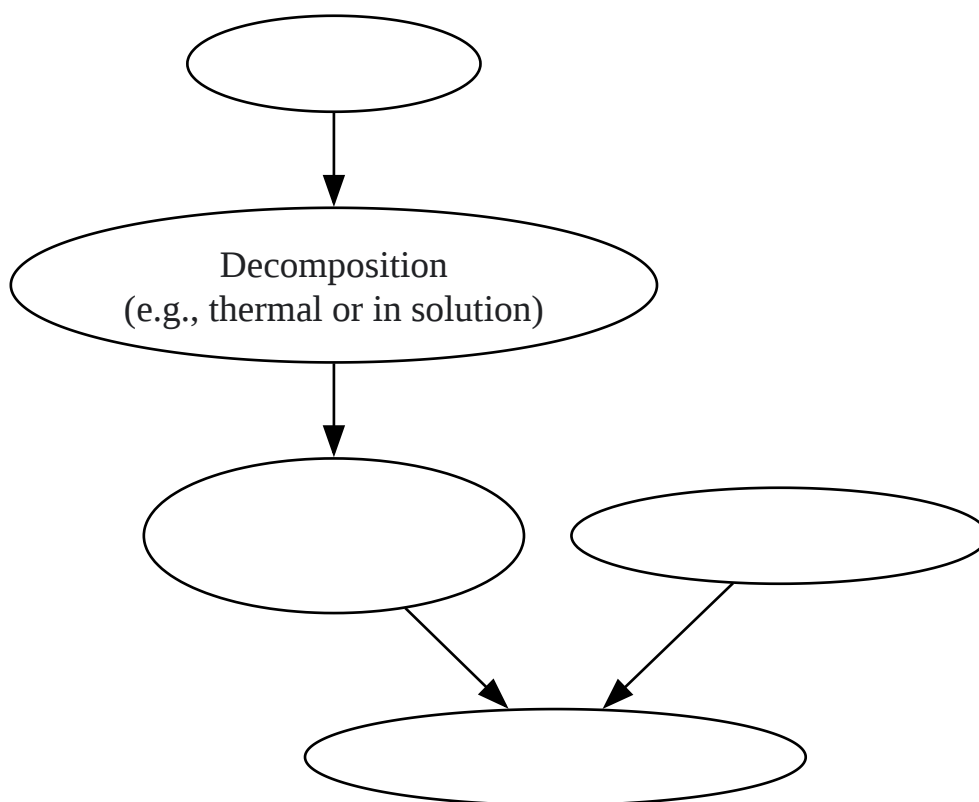 Decomposition
(e.g., thermal or in solution)